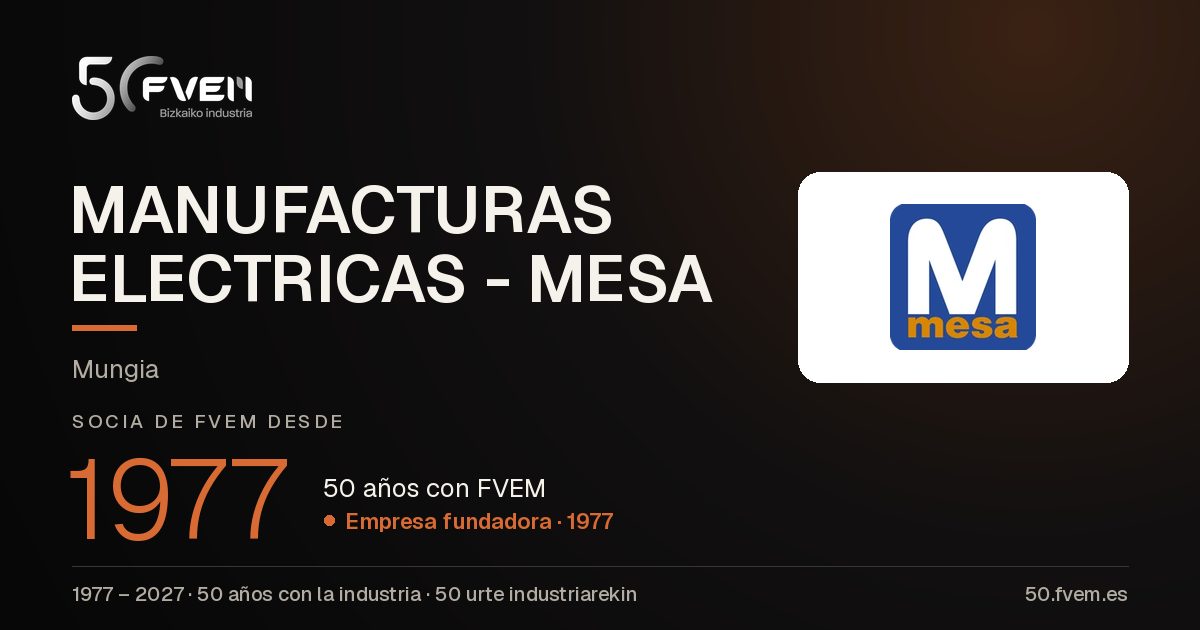 50 FVEM
Bizkaiko industria
MANUFACTURAS
ELECTRICAS - MESA
M
mesa
Mungia
SOCIA DE FVEM DESDE
1977
50 años con FVEM
Empresa fundadora · 1977
1977 – 2027 · 50 años con la industria · 50 urte industriarekin
50.fvem.es